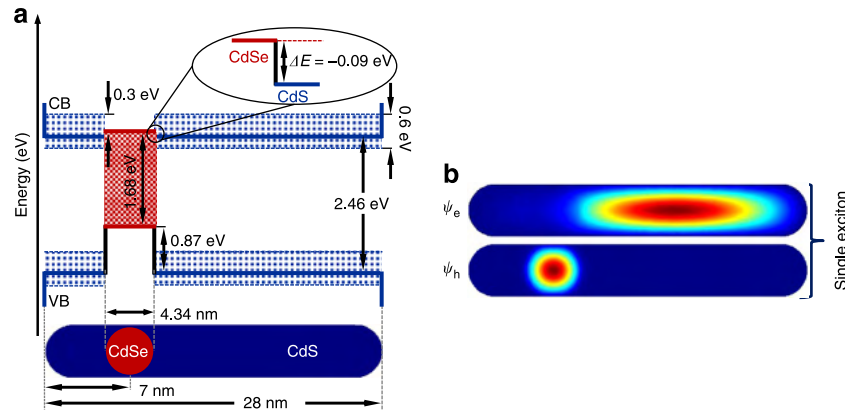 a
CdSe
ΔE = −0.09 eV
CdS
0.3 eV
CB
0.6 eV
Energy (eV)
1.68 eV
2.46 eV
0.87 eV
VB
4.34 nm
CdSe
CdS
7 nm
28 nm
b
ψe
ψh
Single exciton